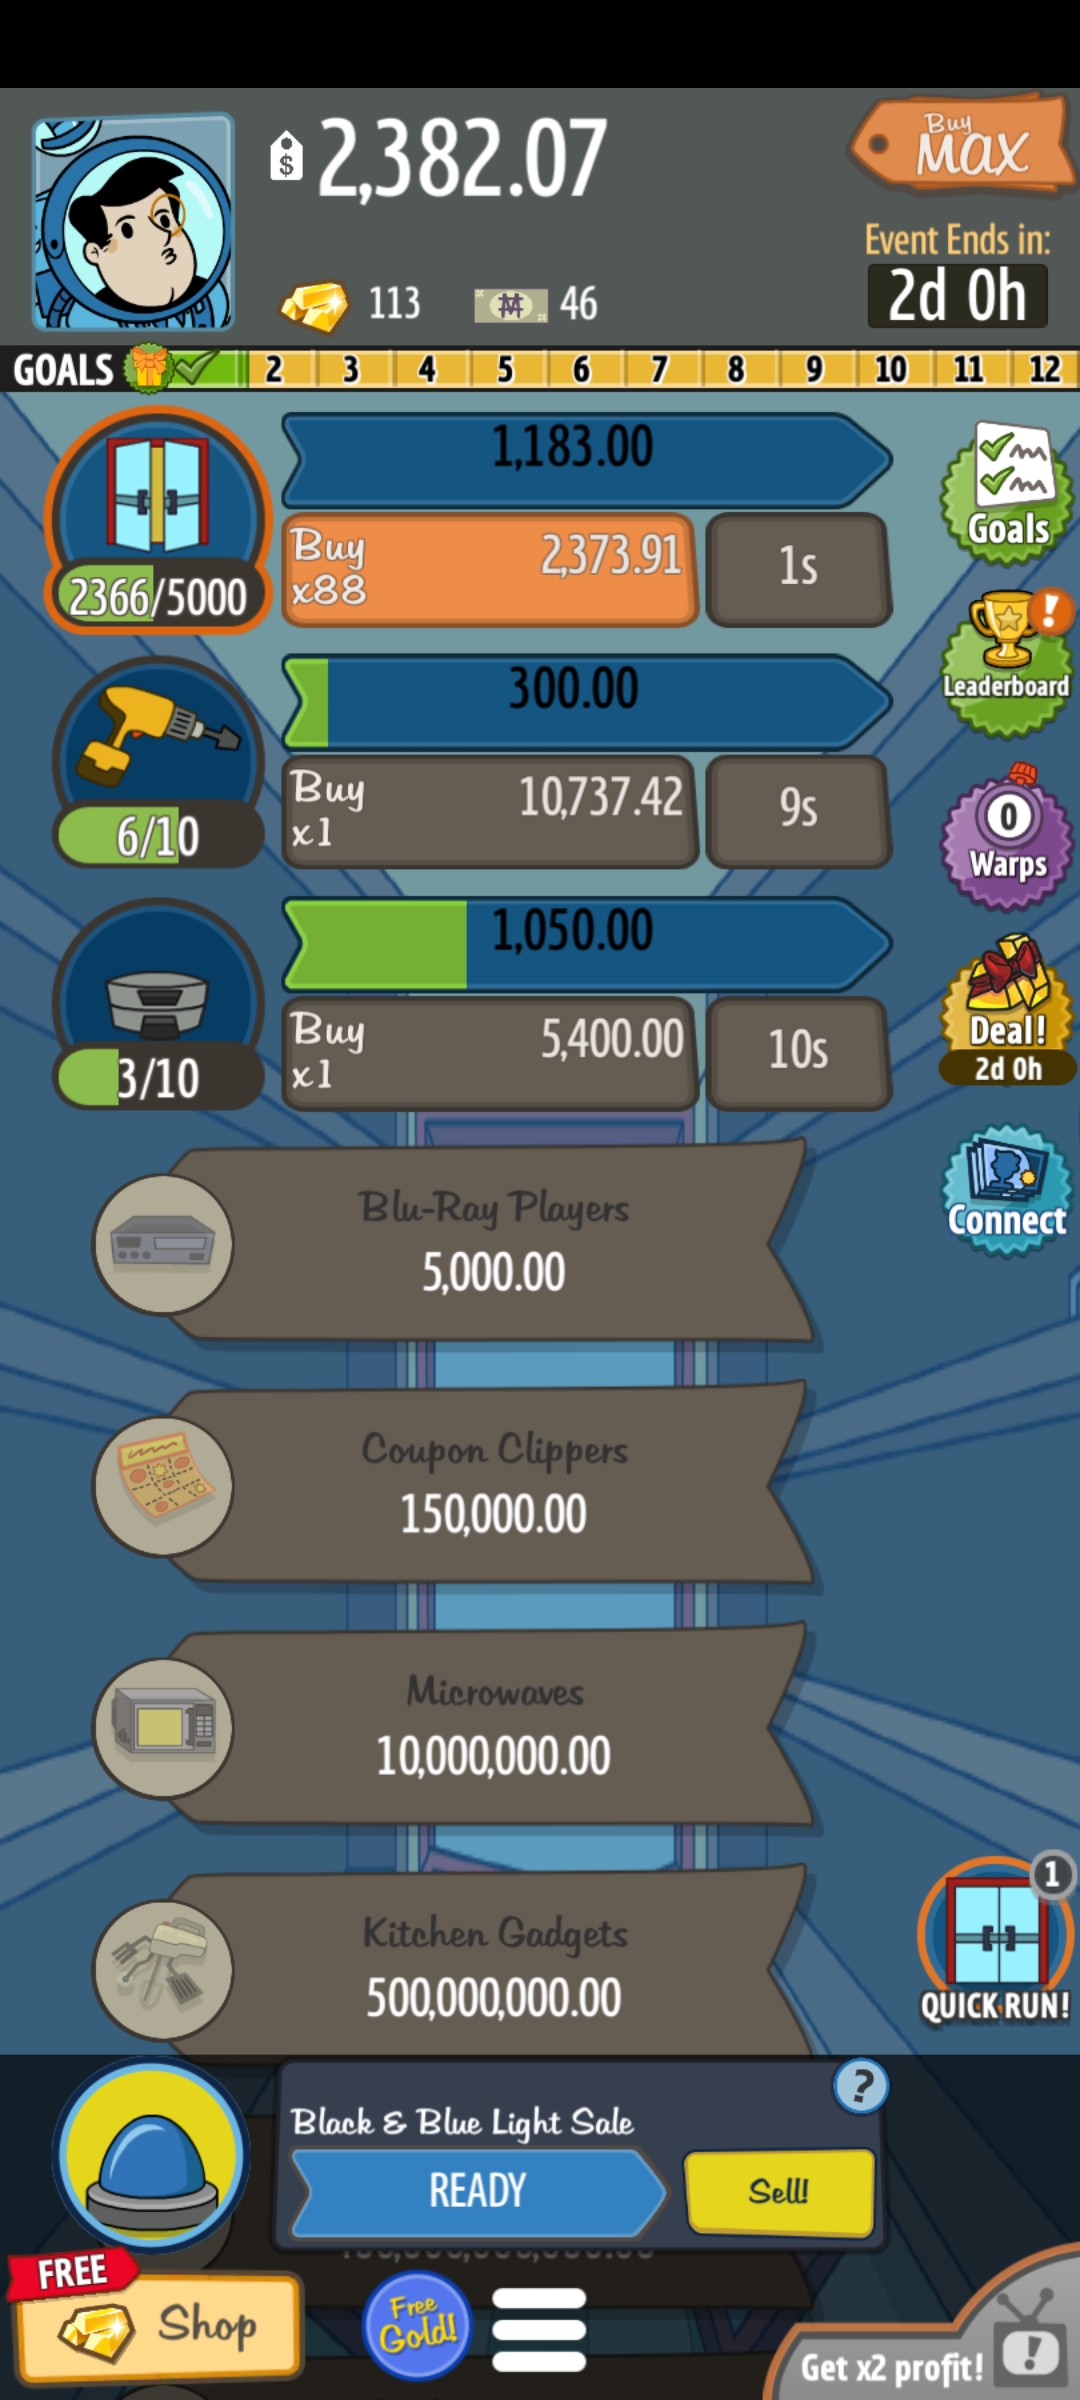 2,382.07
Buy
MAX
Event Ends in:
2d 0h
113
46
GOALS 2 3 4 5 6 7 8 9 10 11 12
1,183.00
Buy
x88
2,373.91
1s
2366/5000
Goals
Leaderboard
300.00
Buy
x1
10,737.42
9s
6/10
0
Warps
1,050.00
Buy
x1
5,400.00
10s
3/10
Deal!
2d 0h
Connect
Blu-Ray Players
5,000.00
Coupon Clippers
150,000.00
Microwaves
10,000,000.00
Kitchen Gadgets
500,000,000.00
1
QUICK RUN!
?
Black & Blue Light Sale
READY
Sell!
FREE
Shop
Free
Gold!
Get x2 profit!